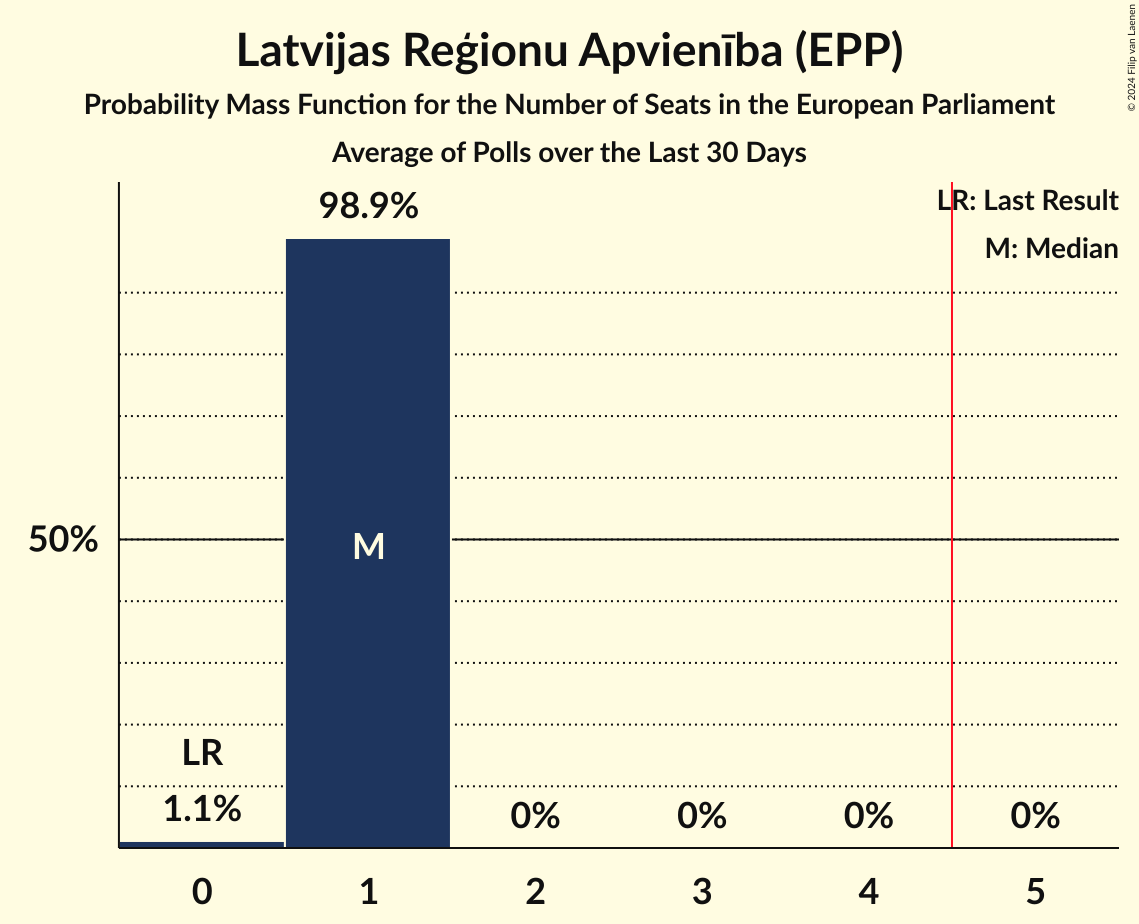 Latvijas Reģionu Apvienība (EPP)
Probability Mass Function for the Number of Seats in the European Parliament
Average of Polls over the Last 30 Days
© 2024 Filip van Laenen
98.9%
LR: Last Result
M: Median
50%
M
LR
1.1%
0%
0%
0%
0%
0
1
2
3
4
5